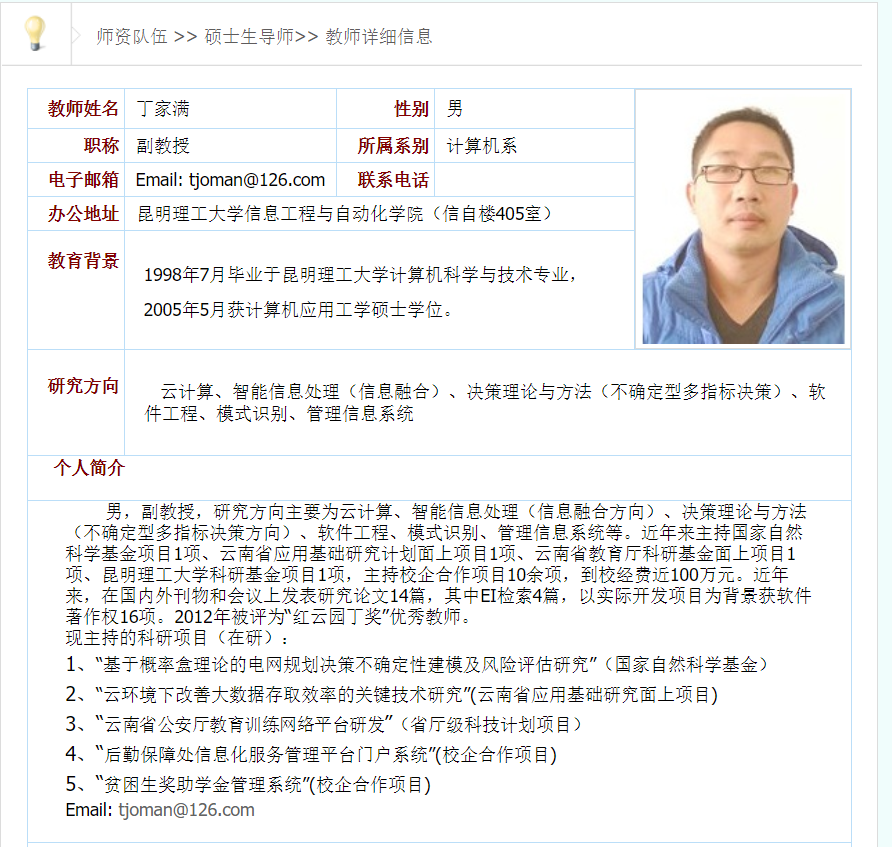 师资队伍 >> 硕士生导师>> 教师详细信息
教师姓名 丁家满 性别 男
职称 副教授 所属系别 计算机系
电子邮箱 Email: tjoman@126.com 联系电话
办公地址 昆明理工大学信息工程与自动化学院（信自楼405室）
教育背景
1998年7月毕业于昆明理工大学计算机科学与技术专业，
2005年5月获计算机应用工学硕士学位。
研究方向
云计算、智能信息处理（信息融合）、决策理论与方法（不确定型多指标决策）、软
件工程、模式识别、管理信息系统
个人简介
男，副教授，研究方向主要为云计算、智能信息处理（信息融合方向）、决策理论与方法
（不确定型多指标决策方向）、软件工程、模式识别、管理信息系统等。近年来主持国家自然
科学基金项目1项、云南省应用基础研究计划面上项目1项、云南省教育厅科研基金面上项目1
项、昆明理工大学科研基金项目1项，主持校企合作项目10余项，到校经费近100万元。近年
来，在国内外刊物和会议上发表研究论文14篇，其中EI检索4篇，以实际开发项目为背景获软件
著作权16项。2012年被评为“红云园丁奖”优秀教师。
现主持的科研项目（在研）：
1、“基于概率盒理论的电网规划决策不确定性建模及风险评估研究”（国家自然科学基金）
2、“云环境下改善大数据存取效率的关键技术研究”(云南省应用基础研究面上项目)
3、“云南省公安厅教育训练网络平台研发”（省厅级科技计划项目）
4、“后勤保障处信息化服务管理平台门户系统”(校企合作项目)
5、“贫困生奖助学金管理系统”(校企合作项目)
Email: tjoman@126.com